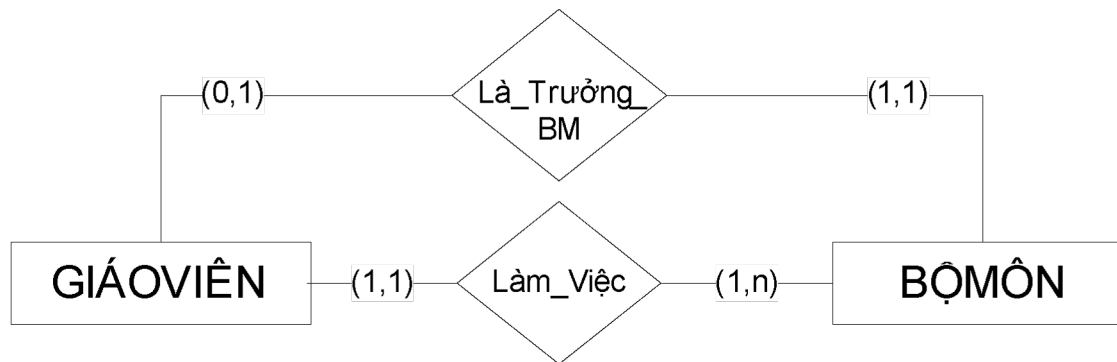 (0,1)
Là_Trưởng_
BM
(1,1)
GIÁOVIÊN
(1,1)
Làm_Việc
(1,n)
BỘMÔN